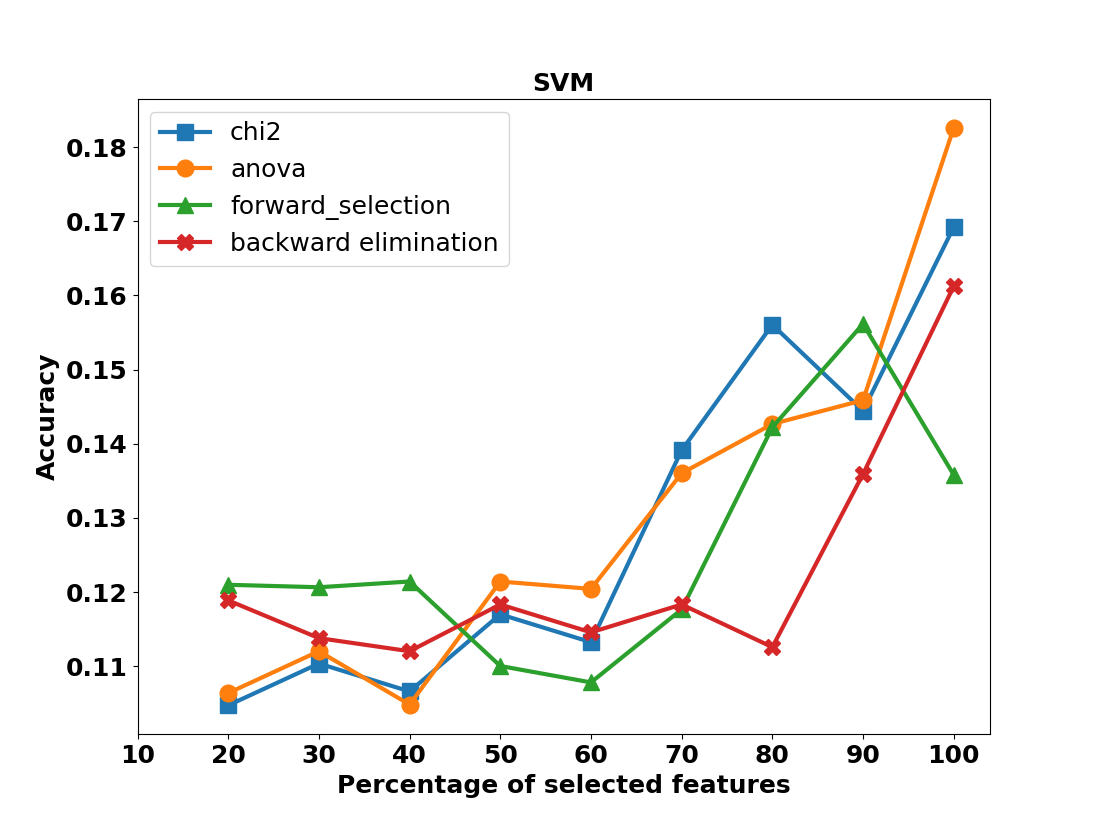 SVM
chi2
anova
forward_selection
backward elimination
0.18
0.17
0.16
0.15
0.14
0.13
0.12
0.11
Accuracy
10 20 30 40 50 60 70 80 90 100
Percentage of selected features